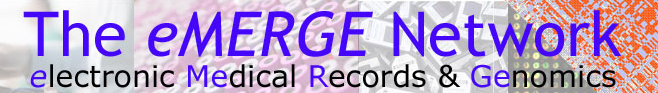 The eMERGE Network
electronic Medical Records & Genomics